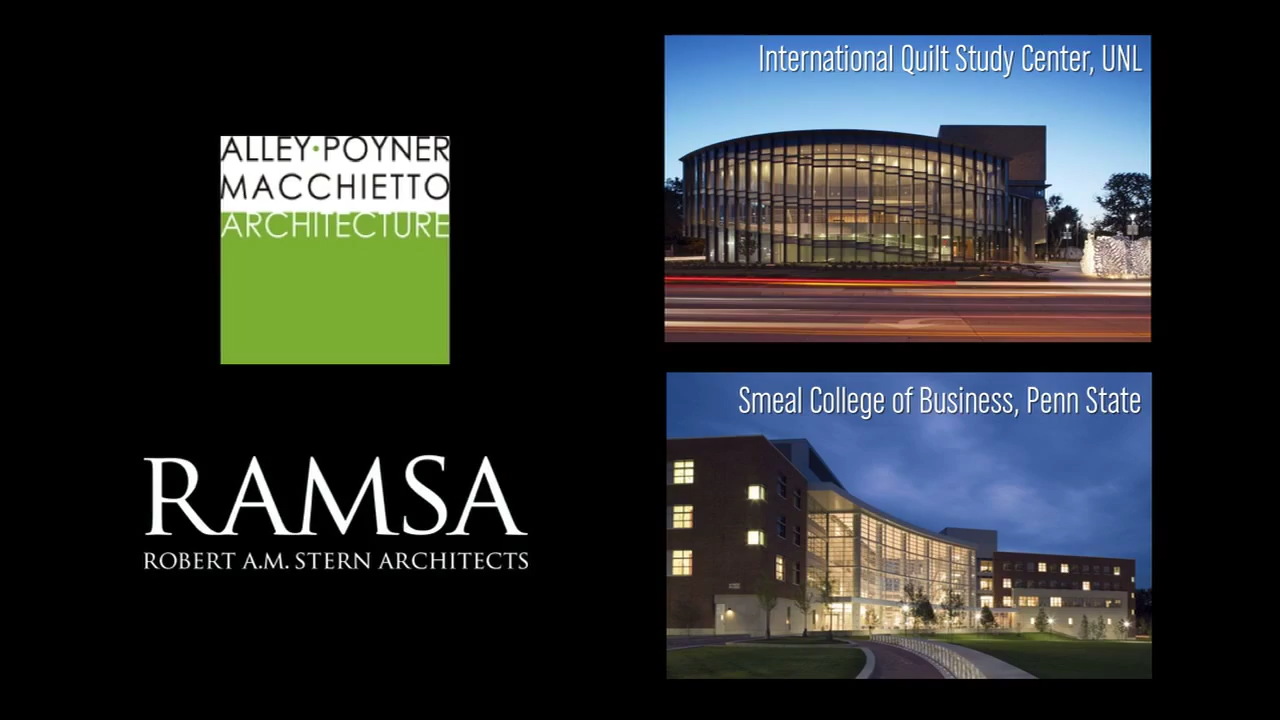 International Quilt Study Center, UNL
ALLEY·POYNER
MACCHIETTO
ARCHITECTURE
Smeal College of Business, Penn State
RAMSA
ROBERT A.M. STERN ARCHITECTS